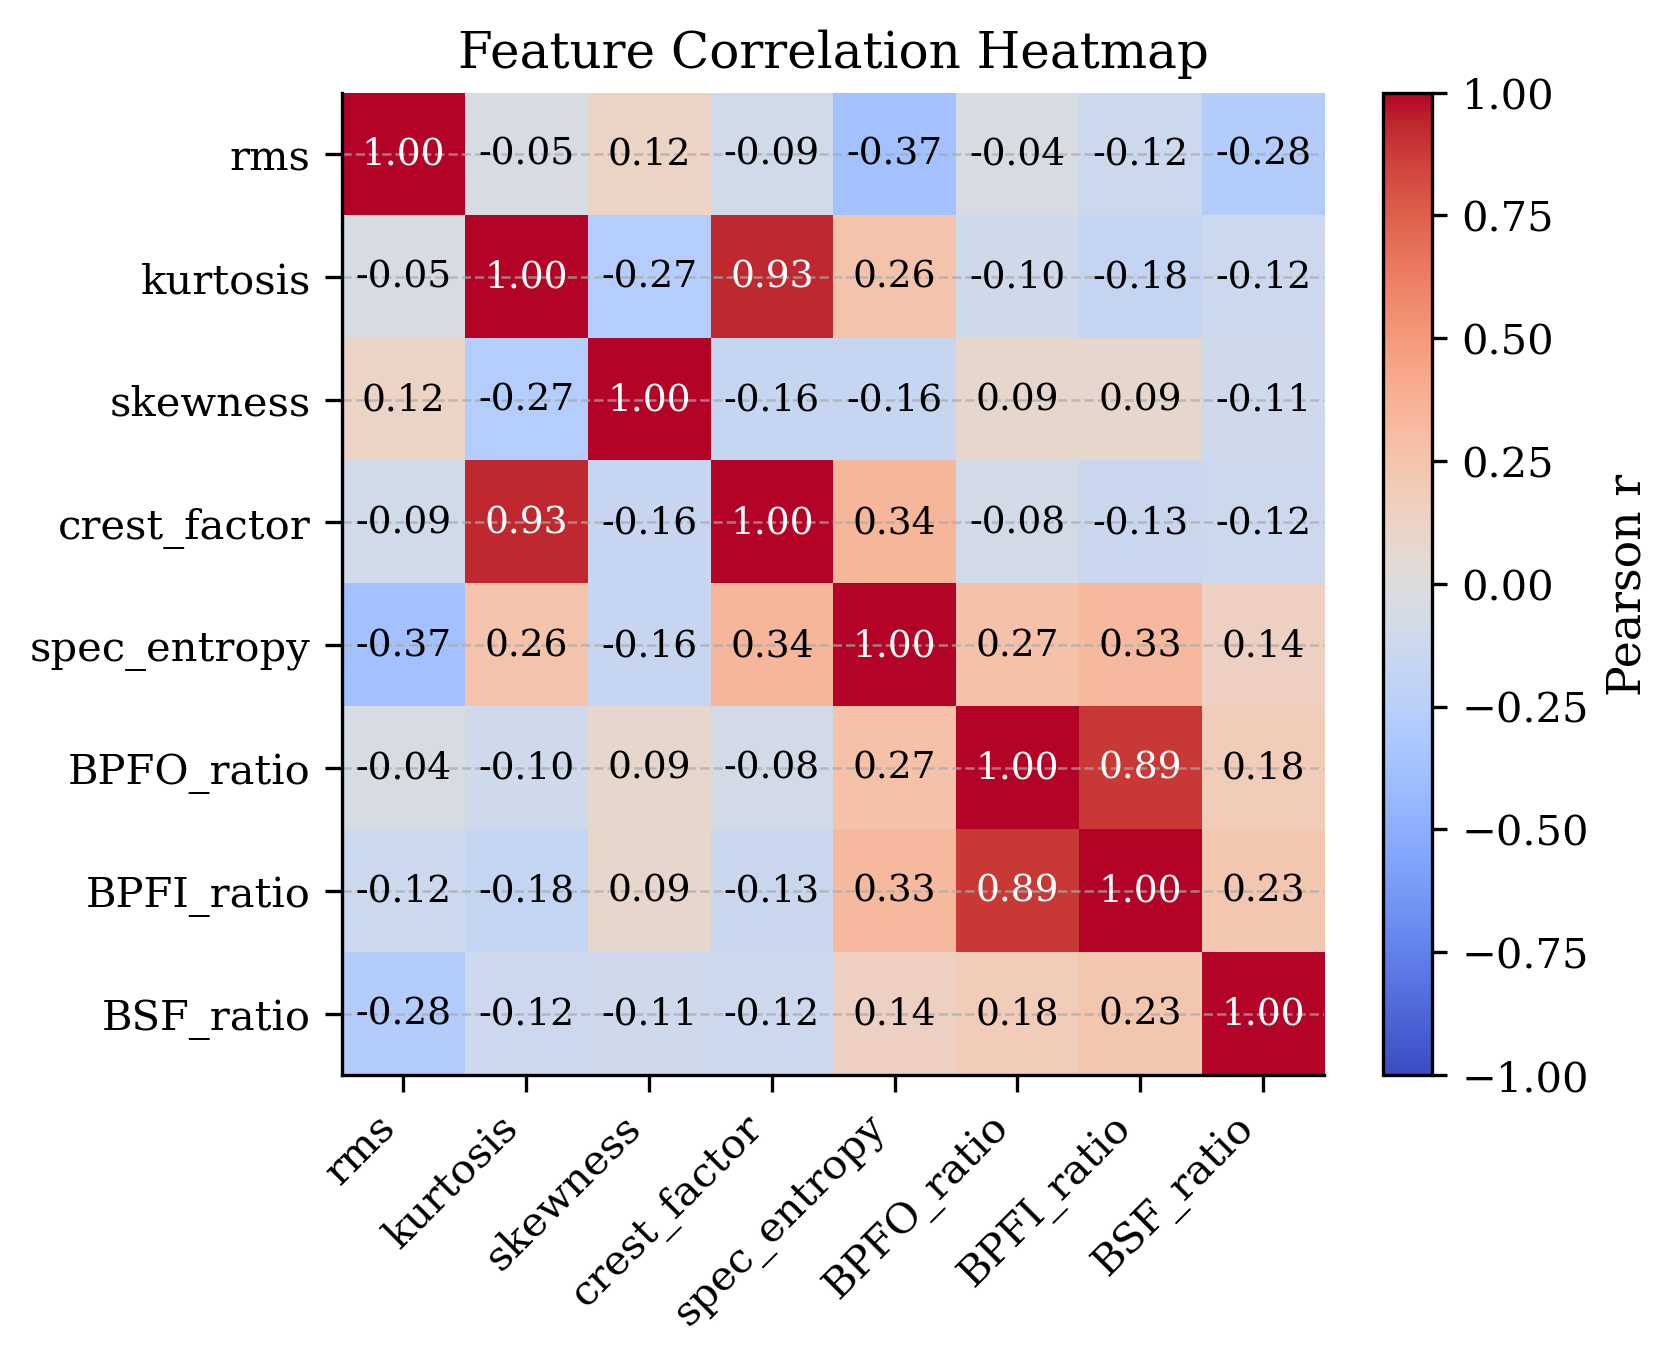 Feature Correlation Heatmap
rms 1.00 -0.05 0.12 -0.09 -0.37 -0.04 -0.12 -0.28
kurtosis -0.05 1.00 -0.27 0.93 0.26 -0.10 -0.18 -0.12
skewness 0.12 -0.27 1.00 -0.16 -0.16 0.09 0.09 -0.11
crest_factor -0.09 0.93 -0.16 1.00 0.34 -0.08 -0.13 -0.12
spec_entropy -0.37 0.26 -0.16 0.34 1.00 0.27 0.33 0.14
BPFO_ratio -0.04 -0.10 0.09 -0.08 0.27 1.00 0.89 0.18
BPFI_ratio -0.12 -0.18 0.09 -0.13 0.33 0.89 1.00 0.23
BSF_ratio -0.28 -0.12 -0.11 -0.12 0.14 0.18 0.23 1.00
rms
kurtosis
skewness
crest_factor
spec_entropy
BPFO_ratio
BPFI_ratio
BSF_ratio
1.00
0.75
0.50
0.25
0.00
−0.25
−0.50
−0.75
−1.00
Pearson r